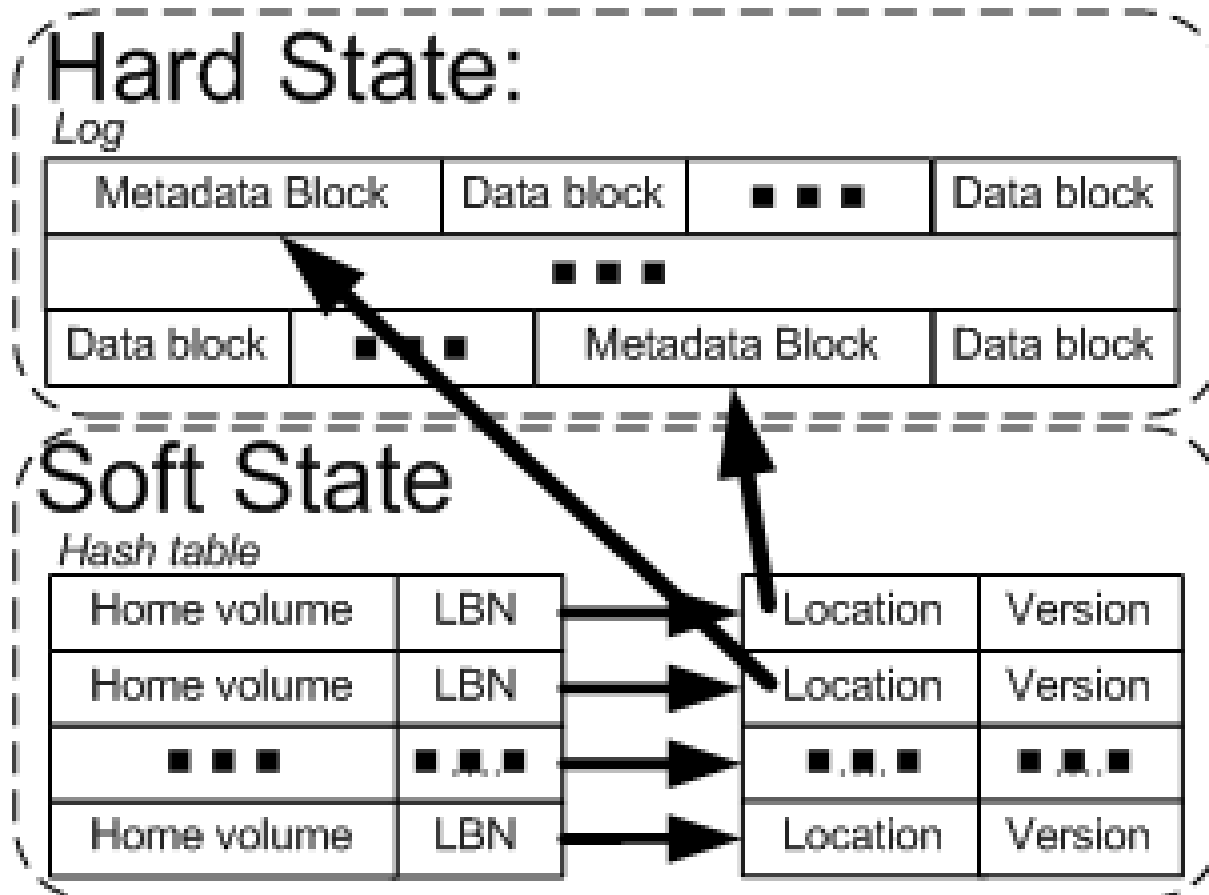 Hard State:
Log
Metadata Block Data block ■ ■ ■ Data block
■ ■ ■
Data block ■ ■ ■ Metadata Block Data block
Soft State
Hash table
Home volume LBN Location Version
Home volume LBN Location Version
■ ■ ■ ■ ■ ■ ■ ■ ■ ■ ■ ■
Home volume LBN Location Version